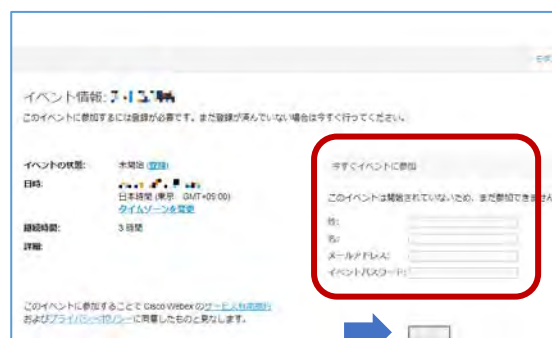 イベント情報:
このイベントに参加するには登録が必要です。まだ登録が済んでいない場合は今すぐ行ってください。
イベントの状態: 未開始 (登録)
日時:
日本時間 (東京、GMT+09:00)
タイムゾーンを変更
継続時間: 3 時間
詳細:
このイベントに参加することで Cisco Webex のサービス利用規約
およびプライバシーポリシーに同意したものと見なします。
今すぐイベントに参加
このイベントは開始されていないため、まだ参加できません
姓:
名:
メールアドレス:
イベントパスワード: